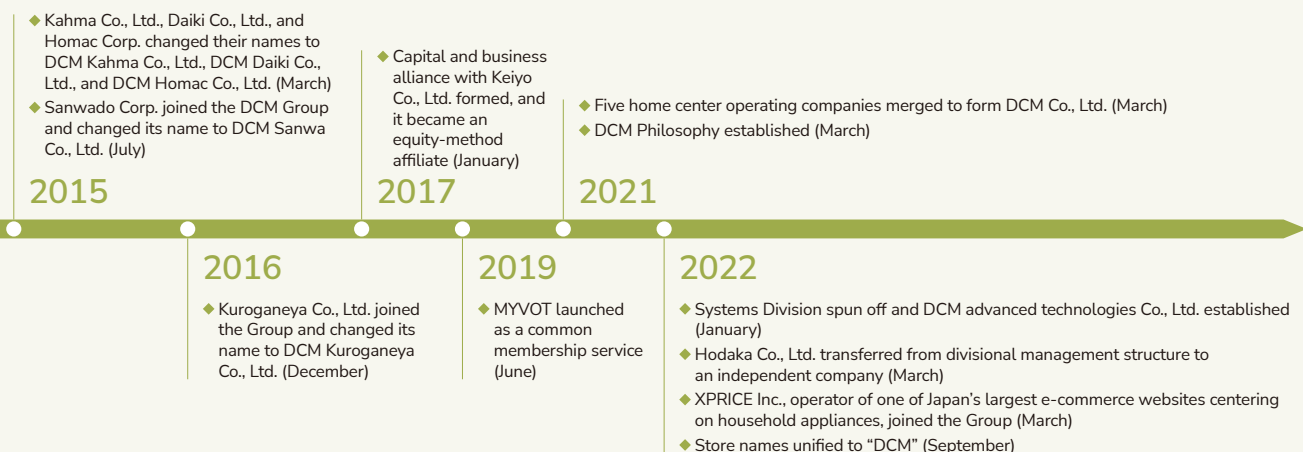 ◆ Kahma Co., Ltd., Daiki Co., Ltd., and
Homac Corp. changed their names to
DCM Kahma Co., Ltd., DCM Daiki Co.,
Ltd., and DCM Homac Co., Ltd. (March)
◆ Sanwado Corp. joined the DCM Group
and changed its name to DCM Sanwa
Co., Ltd. (July)
2015
◆ Capital and business
alliance with Keiyo
Co., Ltd. formed, and
it became an
equity-method
affiliate (January)
2017
◆ Five home center operating companies merged to form DCM Co., Ltd. (March)
◆ DCM Philosophy established (March)
2021
2016
◆ Kuroganeya Co., Ltd. joined
the Group and changed its
name to DCM Kuroganeya
Co., Ltd. (December)
2019
◆ MYVOT launched
as a common
membership service
(June)
2022
◆ Systems Division spun off and DCM advanced technologies Co., Ltd. established
(January)
◆ Hodaka Co., Ltd. transferred from divisional management structure to
an independent company (March)
◆ XPRICE Inc., operator of one of Japan’s largest e-commerce websites centering
on household appliances, joined the Group (March)
◆ Store names unified to “DCM” (September)